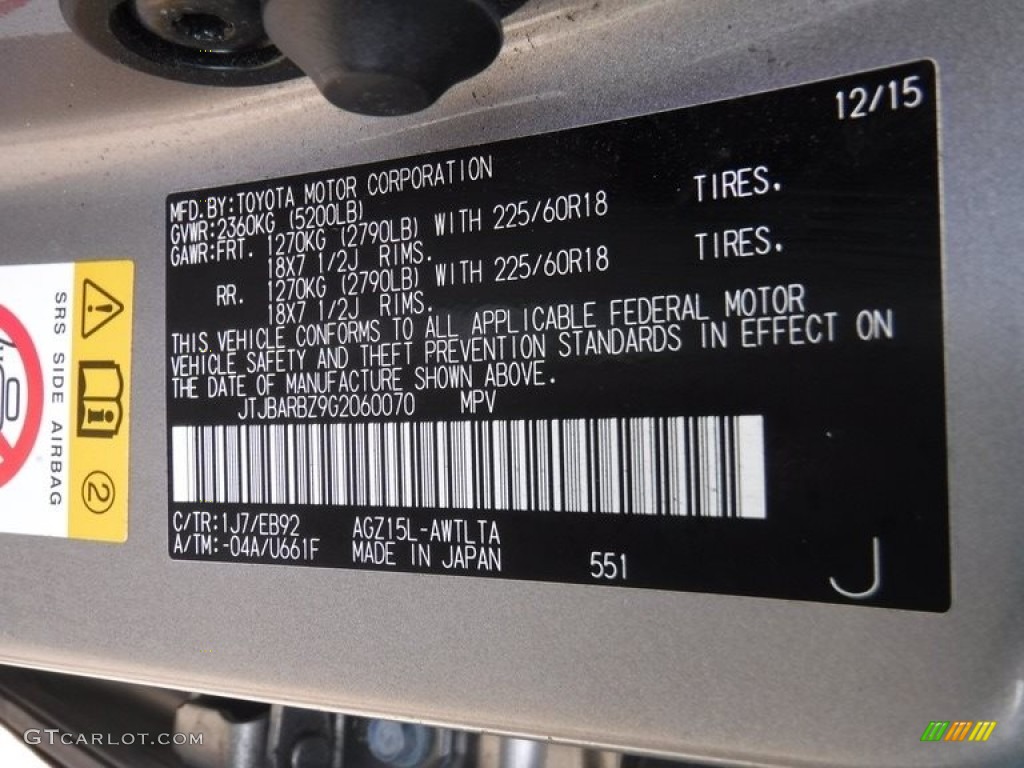 12/15
MFD.BY:TOYOTA MOTOR CORPORATION
GVWR:2360KG (5200LB)
GAWR:FRT. 1270KG (2790LB) WITH 225/60R18 TIRES.
18X7 1/2J RIMS.
RR. 1270KG (2790LB) WITH 225/60R18 TIRES.
18X7 1/2J RIMS.
THIS VEHICLE CONFORMS TO ALL APPLICABLE FEDERAL MOTOR
VEHICLE SAFETY AND THEFT PREVENTION STANDARDS IN EFFECT ON
THE DATE OF MANUFACTURE SHOWN ABOVE.
JTJBARBZ9G2060070 MPV
C/TR:1J7/EB92 AGZ15L-AWTLTA
A/TM:-04A/U661F MADE IN JAPAN 551 J
SRS SIDE AIRBAG
2
GTCarLot.com